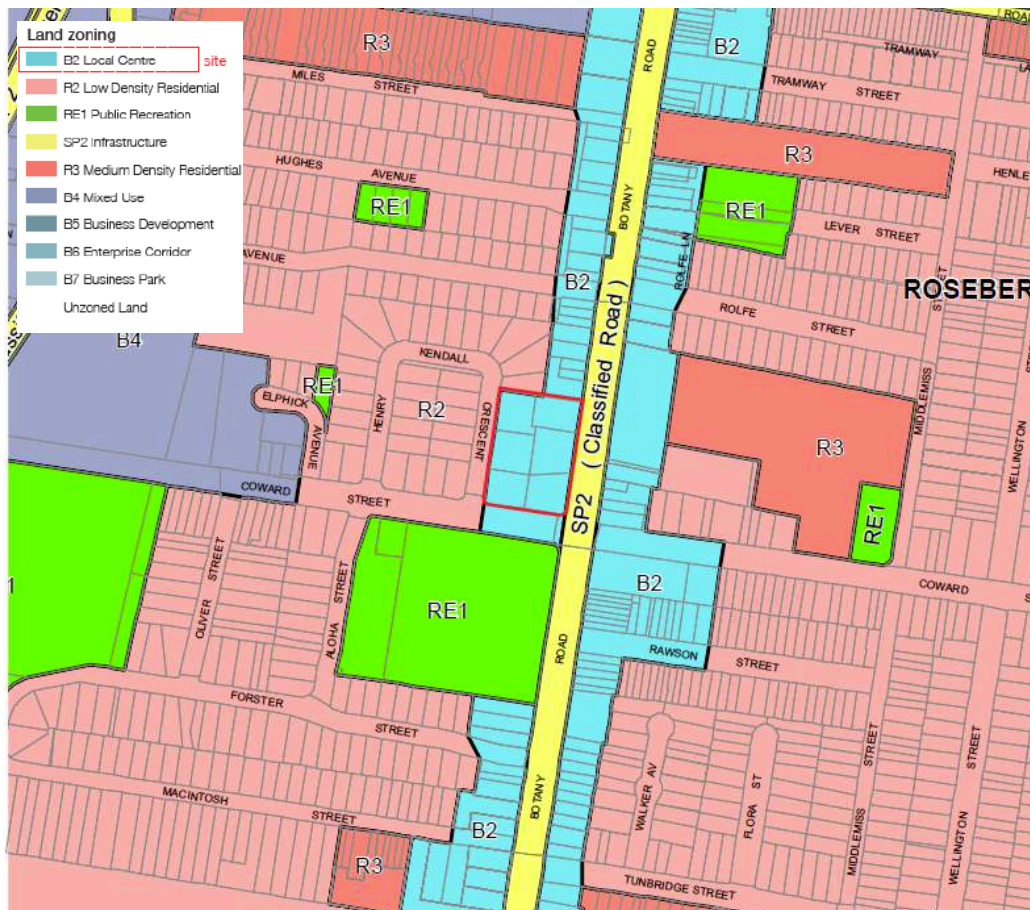 Land zoning
B2 Local Centre
site
R2 Low Density Residential
RE1 Public Recreation
SP2 Infrastructure
R3 Medium Density Residential
B4 Mixed Use
B5 Business Development
B6 Enterprise Corridor
B7 Business Park
Unzoned Land
R3
ROAD
B2
TRAMWAY
MILES
STREET
TRAMWAY
STREET
R3
HUGHES
AVENUE
RE1
BOTANY
ROLFE LN
RE1
LEVER STREET
AVENUE
B2
ROSEBER
ROLFE
STREET
STREET
B4
KENDALL
RE1
ELPHICK
AVENUE
HENRY
R2
CRESCENT
SP2 ( Classified Road )
MIDDLEMISS
WELLINGTON
R3
COWARD
STREET
RE1
1
OLIVER STREET
ALOHA STREET
RE1
B2
COWARD
ROAD
RAWSON
STREET
FORSTER
STREET
MACINTOSH
STREET
BOTANY
WALKER AV
FLORA ST
MIDDLEMISS STREET
WELLINGTON STREET
B2
R3
TUNBRIDGE STREET